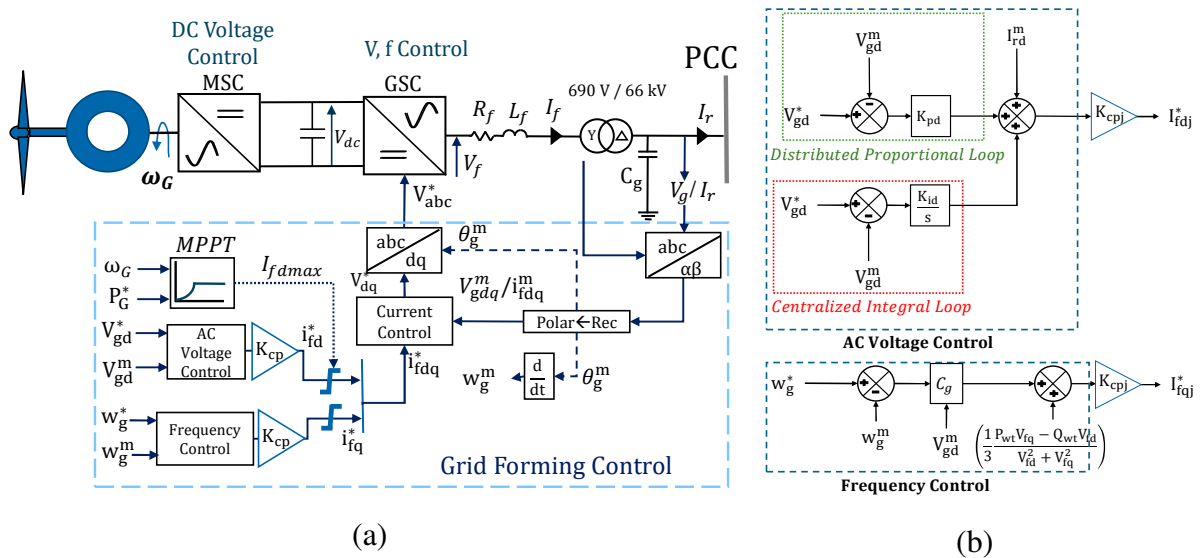 DC Voltage
Control
MSC
V, f Control
GSC
690 V / 66 kV
PCC
R_f
L_f
I_f
Y
Δ
I_r
ω_G
V_dc
V_f
C_g
V_g/I_r
V*_abc
abc
dq
θ^m_g
abc
αβ
MPPT
ω_G
P*_G
I_fdmax
V*_dq
V^m_gdq/i^m_fdq
Current
Control
Polar←Rec
V*_gd
V^m_gd
AC
Voltage
Control
K_cp
i*_fd
i*_fdq
w^m_g
d
dt
θ^m_g
w*_g
w^m_g
Frequency
Control
K_cp
i*_fq
Grid Forming Control
(a)
V^m_gd
I^m_rd
V*_gd
K_pd
K_cpj
I*_fdj
Distributed Proportional Loop
V*_gd
K_id
s
V^m_gd
Centralized Integral Loop
AC Voltage Control
w*_g
C_g
K_cpj
I*_fqj
w^m_g
V^m_gd
(1/3 (P_wt V_fq − Q_wt V_fd)/(V²_fd + V²_fq))
Frequency Control
(b)